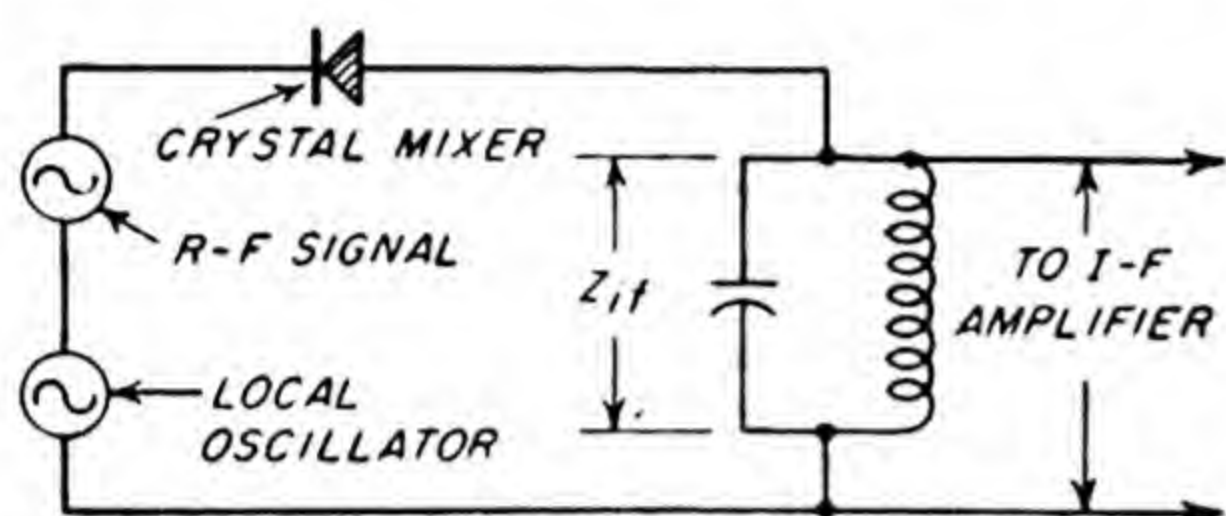 CRYSTAL MIXER
R-F SIGNAL
Zif
TO I-F
AMPLIFIER
LOCAL
OSCILLATOR